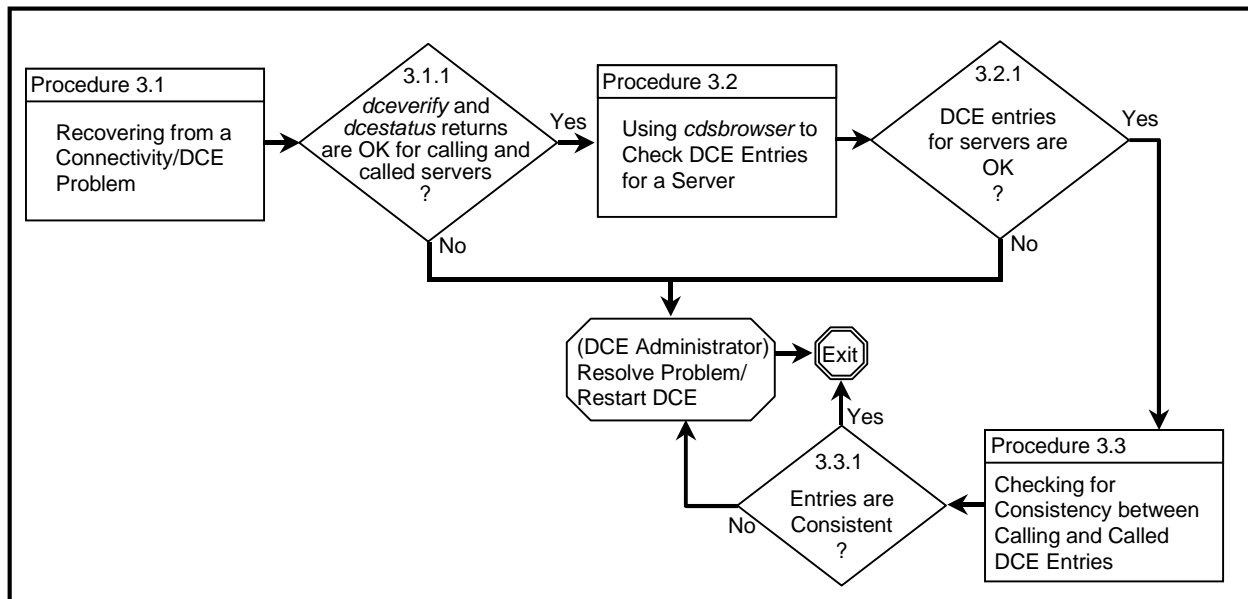 Procedure 3.1
Recovering from a
Connectivity/DCE
Problem
3.1.1
dceverify and
dcestatus returns
are OK for calling and
called servers
?
Yes
No
Procedure 3.2
Using cdsbrowser to
Check DCE Entries
for a Server
3.2.1
DCE entries
for servers are
OK
?
Yes
No
(DCE Administrator)
Resolve Problem/
Restart DCE
Exit
Yes
3.3.1
Entries are
Consistent
?
No
Procedure 3.3
Checking for
Consistency between
Calling and Called
DCE Entries